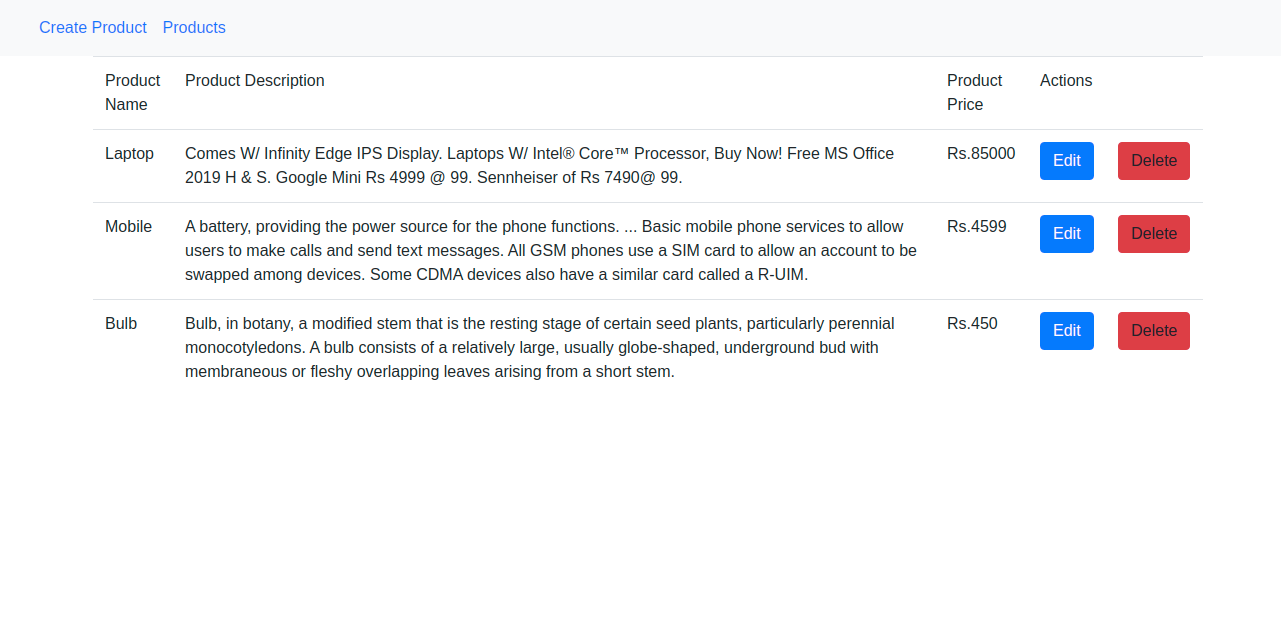 Create Product Products
Product Name Product Description Product Price Actions
Laptop Comes W/ Infinity Edge IPS Display. Laptops W/ Intel® Core™ Processor, Buy Now! Free MS Office Rs.85000 Edit Delete
2019 H & S. Google Mini Rs 4999 @ 99. Sennheiser of Rs 7490@ 99.
Mobile A battery, providing the power source for the phone functions. ... Basic mobile phone services to allow Rs.4599 Edit Delete
users to make calls and send text messages. All GSM phones use a SIM card to allow an account to be
swapped among devices. Some CDMA devices also have a similar card called a R-UIM.
Bulb Bulb, in botany, a modified stem that is the resting stage of certain seed plants, particularly perennial Rs.450 Edit Delete
monocotyledons. A bulb consists of a relatively large, usually globe-shaped, underground bud with
membraneous or fleshy overlapping leaves arising from a short stem.